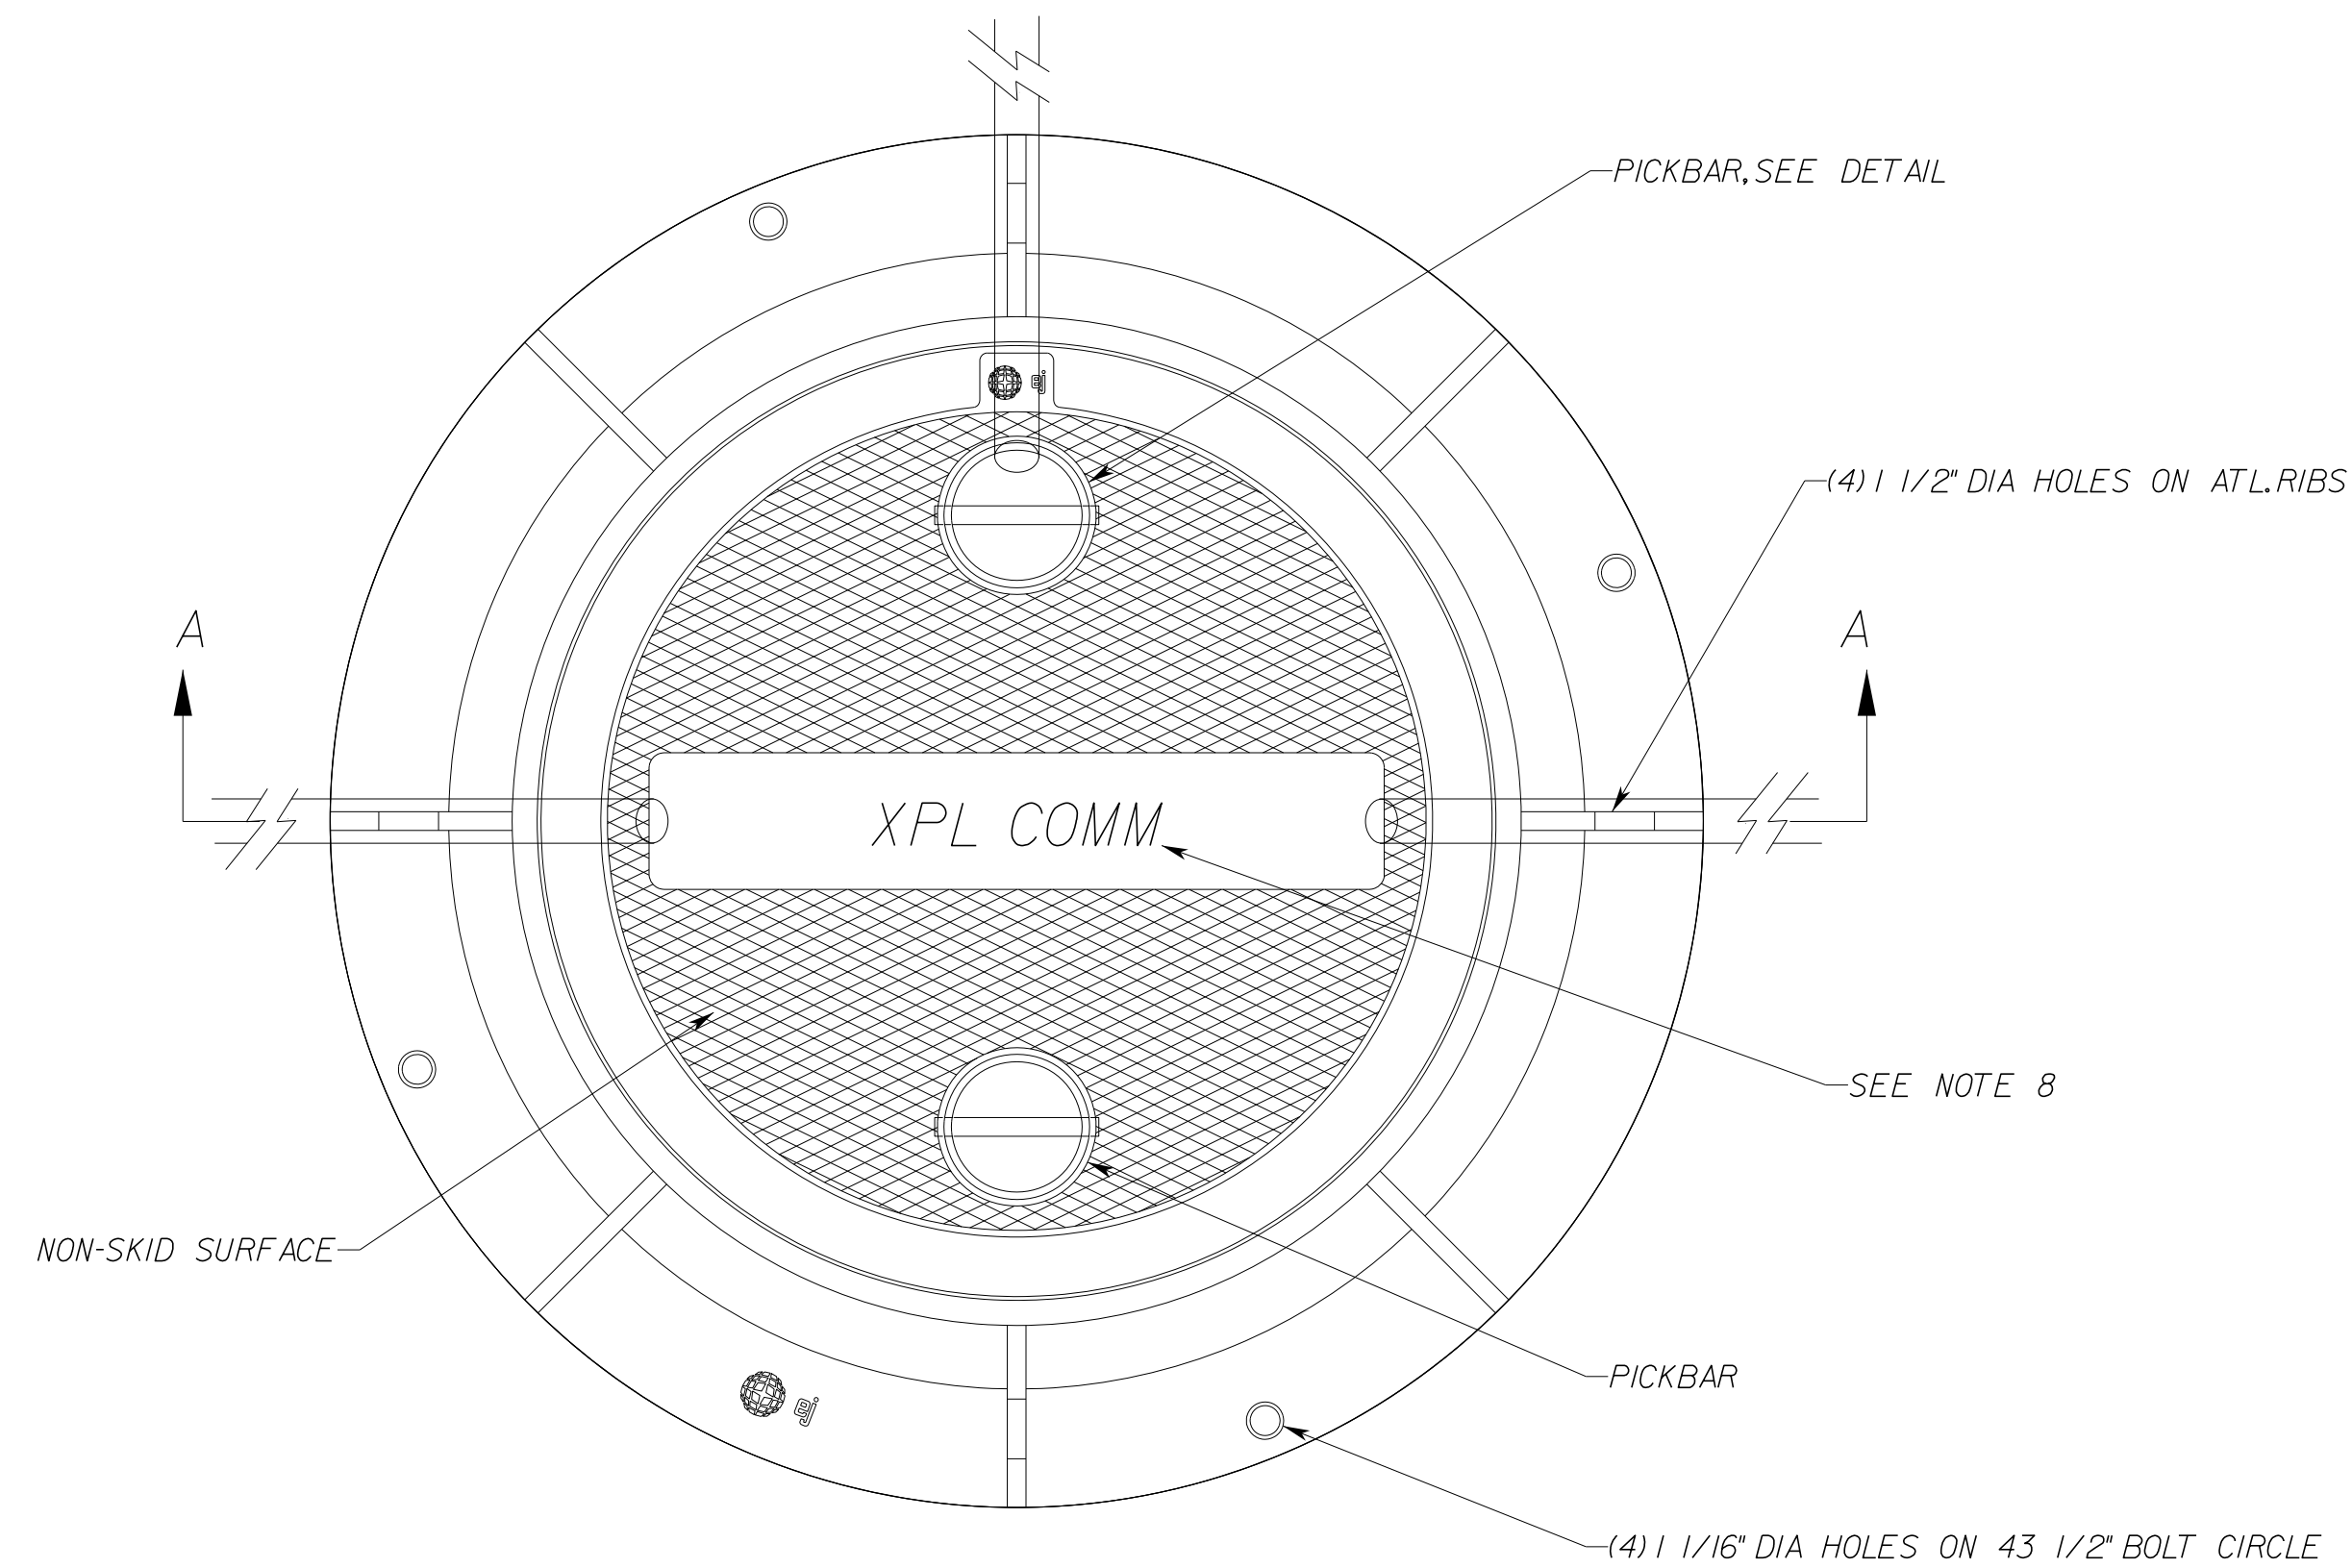 PICKBAR, SEE DETAIL
(4) 1 1/2" DIA HOLES ON ALT. RIBS
A
A
XPL COMM
SEE NOTE 8
NON-SKID SURFACE
PICKBAR
(4) 1 1/16" DIA HOLES ON 43 1/2" BOLT CIRCLE